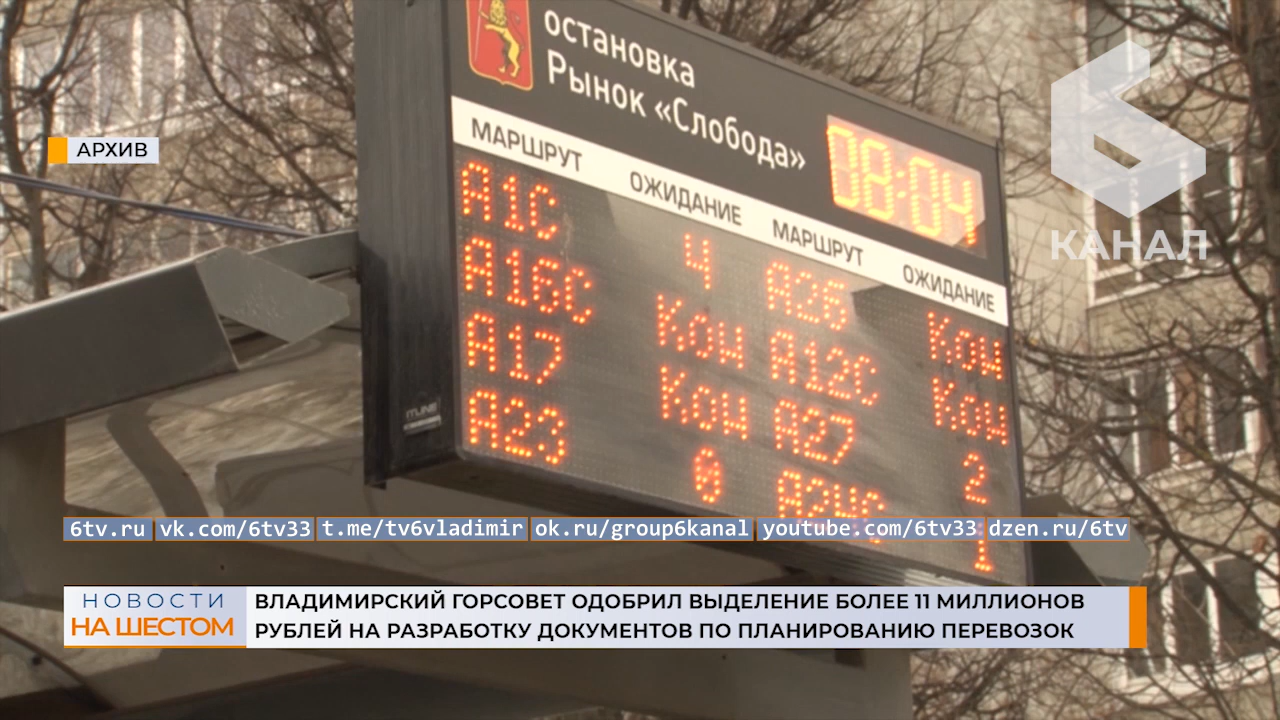 остановка
Рынок «Слобода»
08:04
МАРШРУТ ОЖИДАНИЕ МАРШРУТ ОЖИДАНИЕ
А1С 4 А26 Кон
А16С Кон А12С Кон
А17 Кон А27 2
А23 0 А24С 1
ITLINE
АРХИВ
6 КАНАЛ
6tv.ru vk.com/6tv33 t.me/tv6vladimir ok.ru/group6kanal youtube.com/6tv33 dzen.ru/6tv
НОВОСТИ
НА ШЕСТОМ
ВЛАДИМИРСКИЙ ГОРСОВЕТ ОДОБРИЛ ВЫДЕЛЕНИЕ БОЛЕЕ 11 МИЛЛИОНОВ
РУБЛЕЙ НА РАЗРАБОТКУ ДОКУМЕНТОВ ПО ПЛАНИРОВАНИЮ ПЕРЕВОЗОК